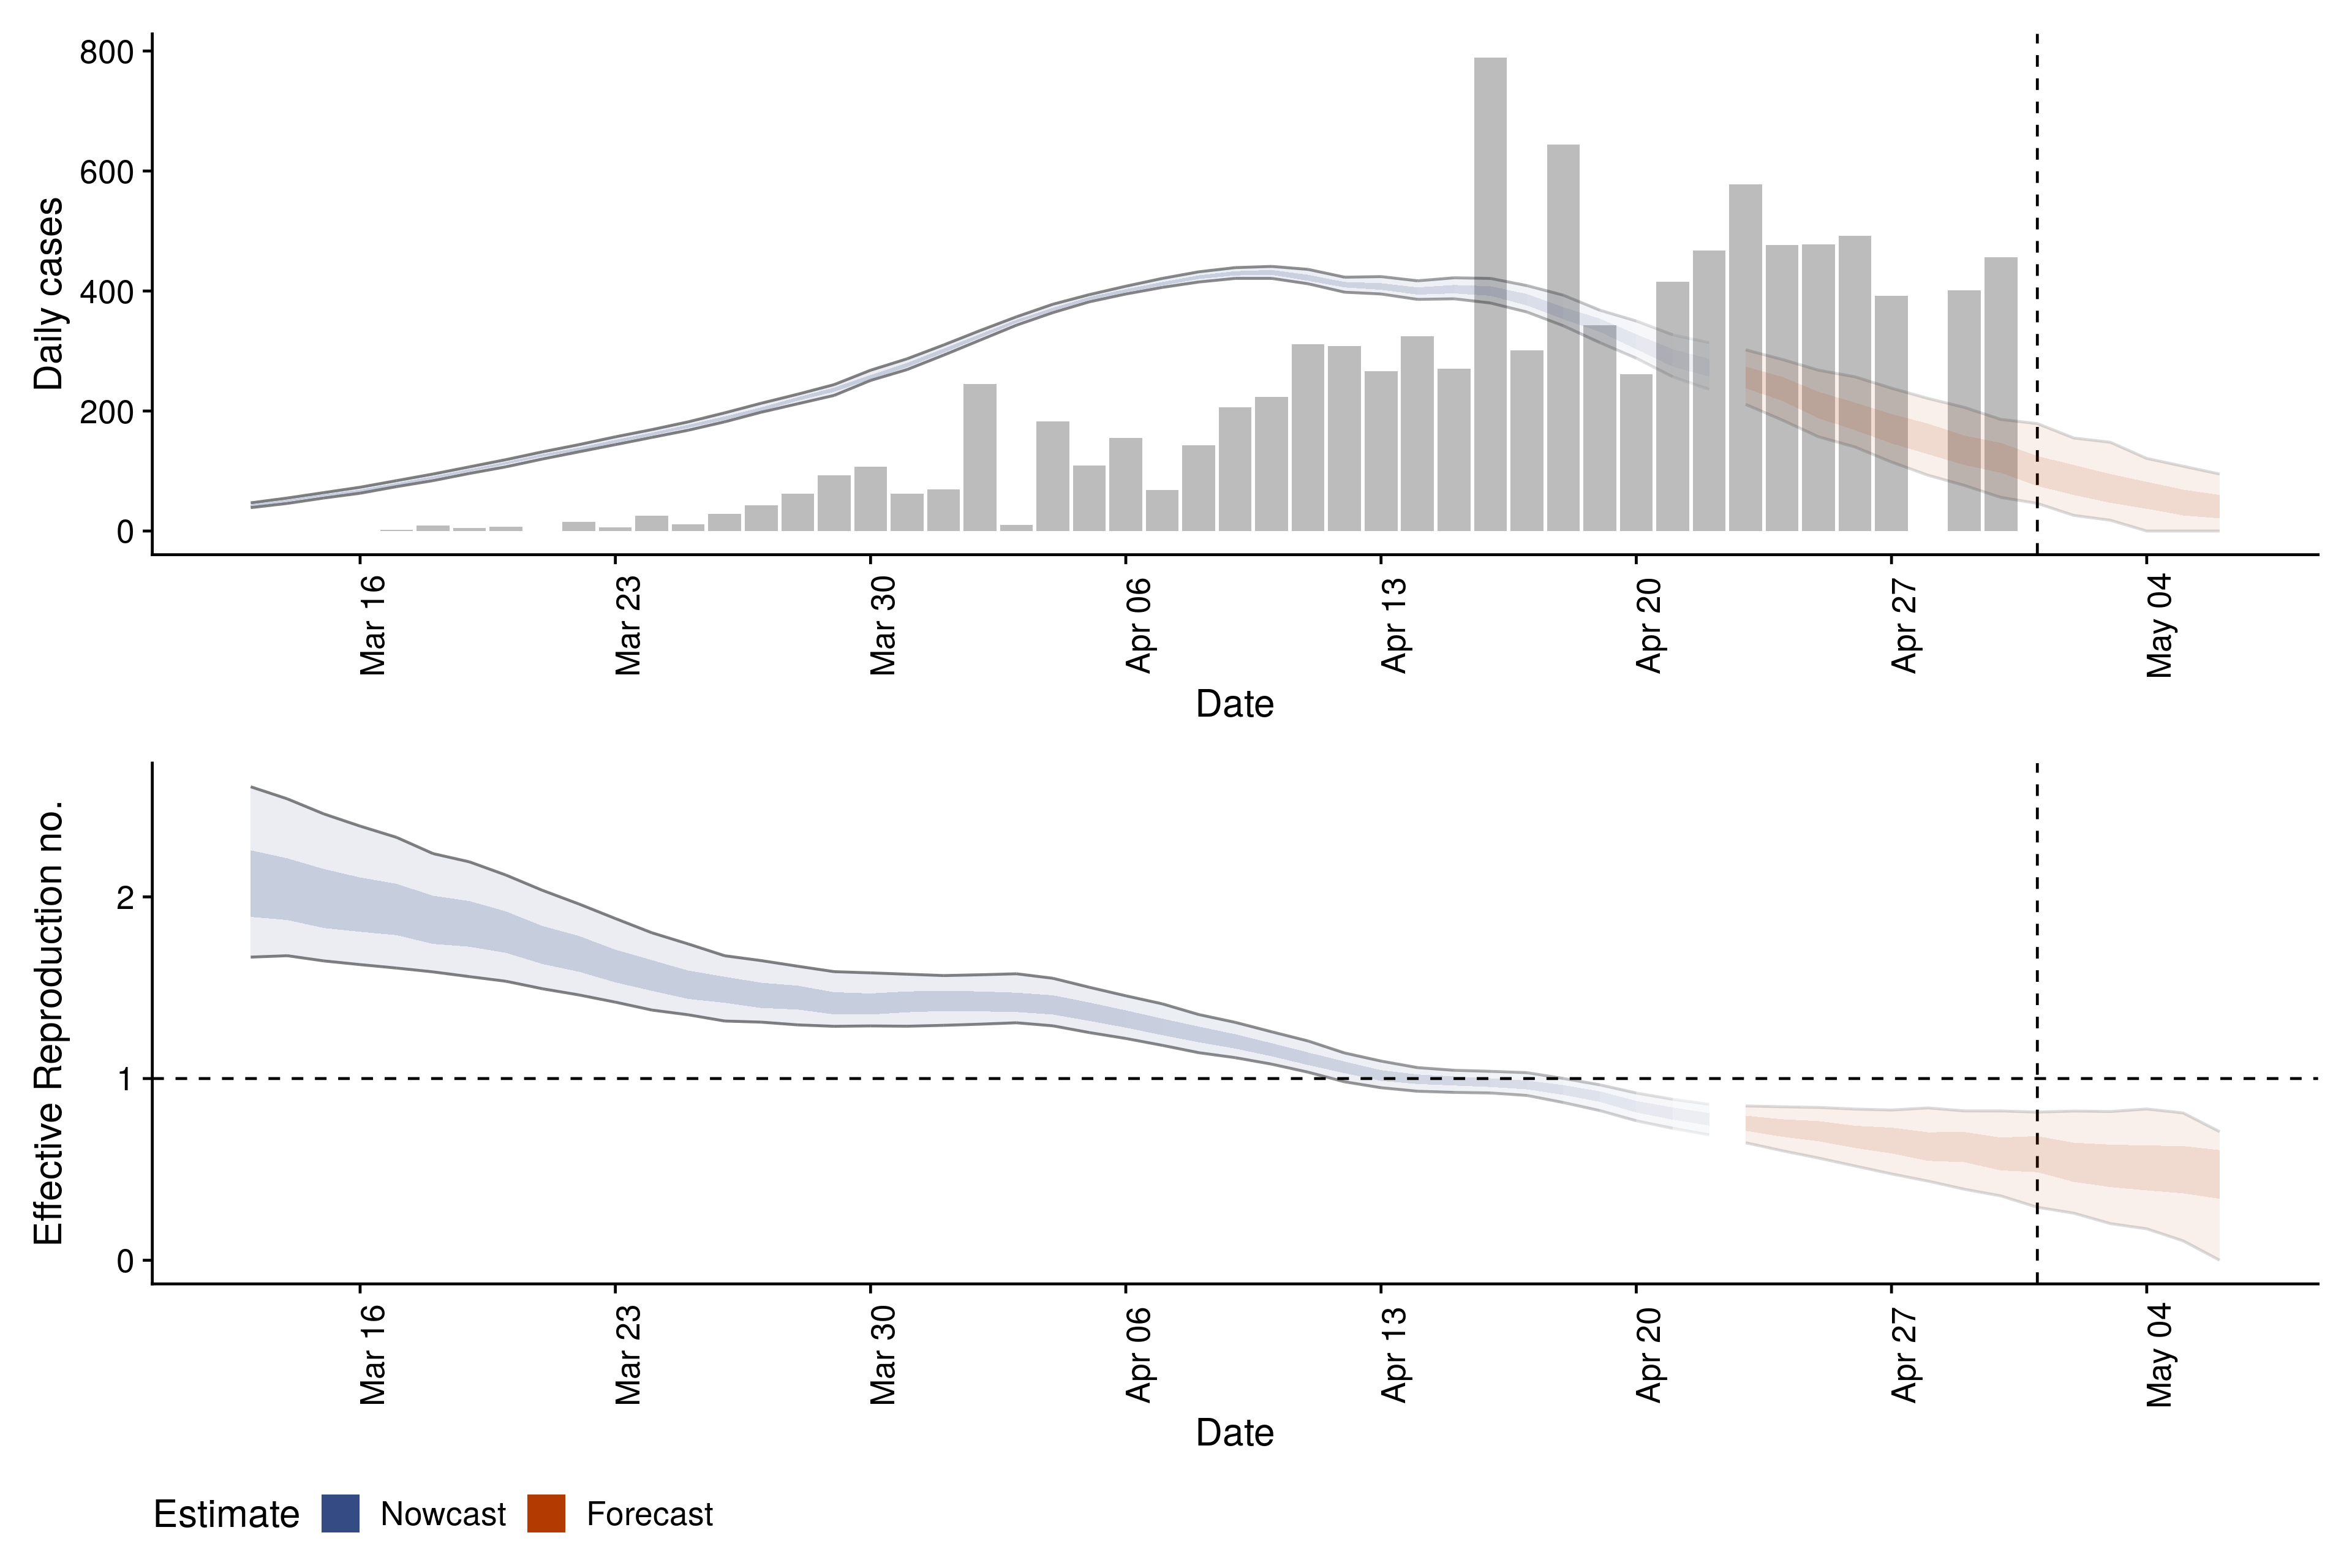 800
600
400
200
0
Daily cases
Mar 16
Mar 23
Mar 30
Apr 06
Apr 13
Apr 20
Apr 27
May 04
Date
2
1
0
Effective Reproduction no.
Mar 16
Mar 23
Mar 30
Apr 06
Apr 13
Apr 20
Apr 27
May 04
Date
Estimate Nowcast Forecast